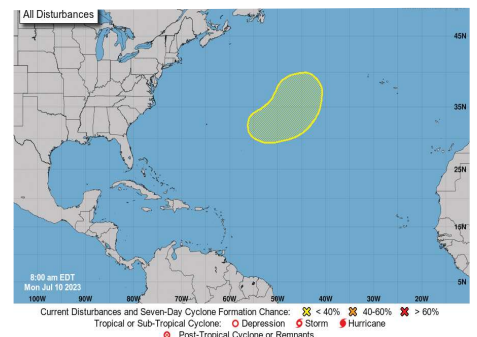 All Disturbances
45N
35N
25N
15N
8:00 am EDT
Mon Jul 10 2023
5N
100W 90W 80W 70W 60W 50W 40W 30W 20W 10W
Current Disturbances and Seven-Day Cyclone Formation Chance: < 40% 40-60% > 60%
Tropical or Sub-Tropical Cyclone: Depression Storm Hurricane
Post-Tropical Cyclone or Remnants